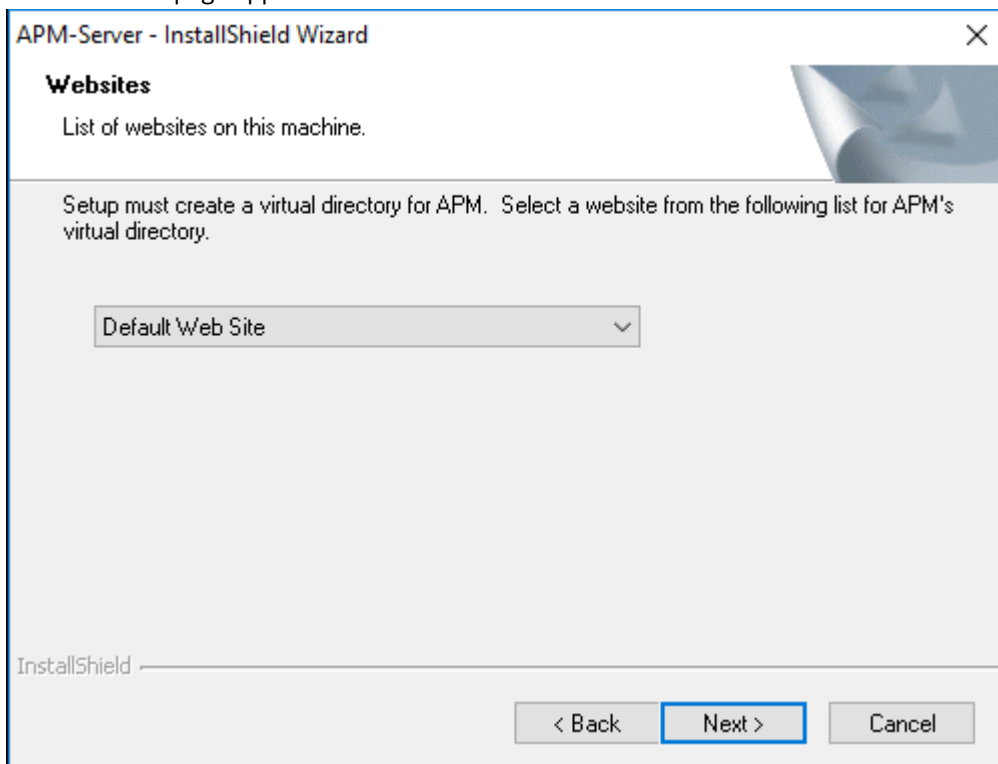 APM-Server - InstallShield Wizard
Websites
List of websites on this machine.
Setup must create a virtual directory for APM.  Select a website from the following list for APM's
virtual directory.
Default Web Site
InstallShield
< Back
Next >
Cancel